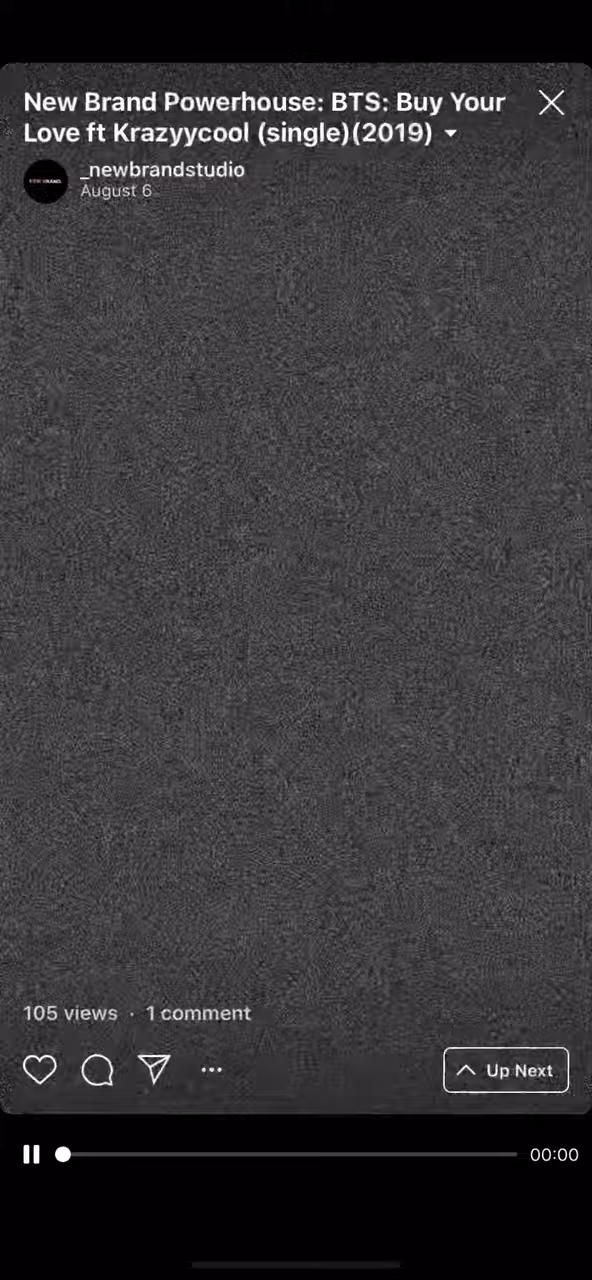 New Brand Powerhouse: BTS: Buy Your
Love ft Krazyycool (single)(2019)
_newbrandstudio
August 6
105 views · 1 comment
Up Next
00:00